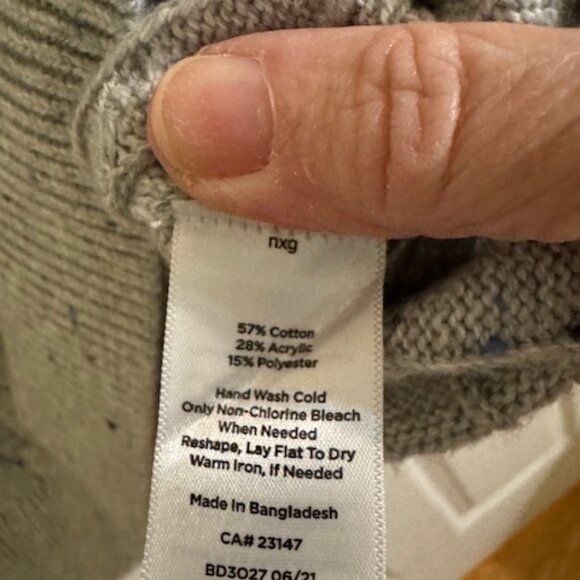 nxg
57% Cotton
28% Acrylic
15% Polyester
Hand Wash Cold
Only Non-Chlorine Bleach
When Needed
Reshape, Lay Flat To Dry
Warm Iron, If Needed
Made In Bangladesh
CA# 23147
BD3027 06/21